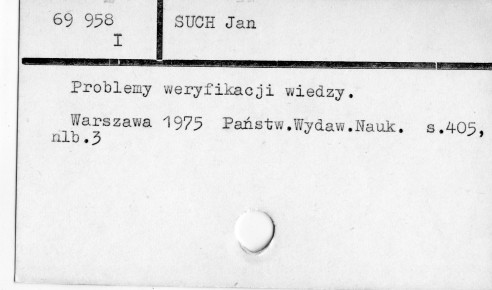 69 958
I
SUCH Jan
Problemy weryfikacji wiedzy.
Warszawa 1975 Państw.Wydaw.Nauk. s.405,
nlb.3